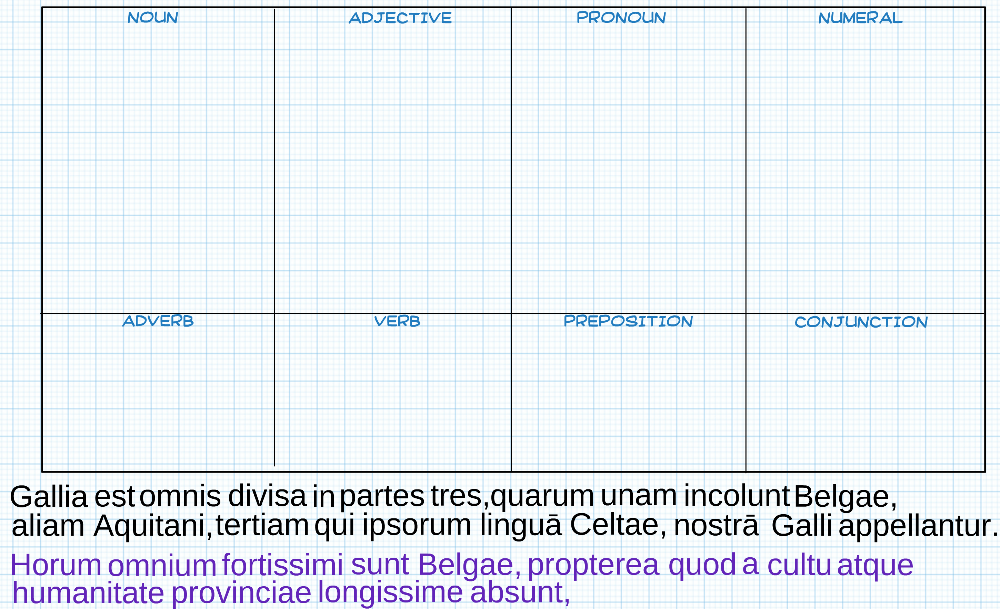 NOUN ADJECTIVE PRONOUN NUMERAL
ADVERB VERB PREPOSITION CONJUNCTION
Gallia est omnis divisa in partes tres, quarum unam incolunt Belgae,
aliam Aquitani, tertiam qui ipsorum linguā Celtae, nostrā Galli appellantur.
Horum omnium fortissimi sunt Belgae, propterea quod a cultu atque
humanitate provinciae longissime absunt,